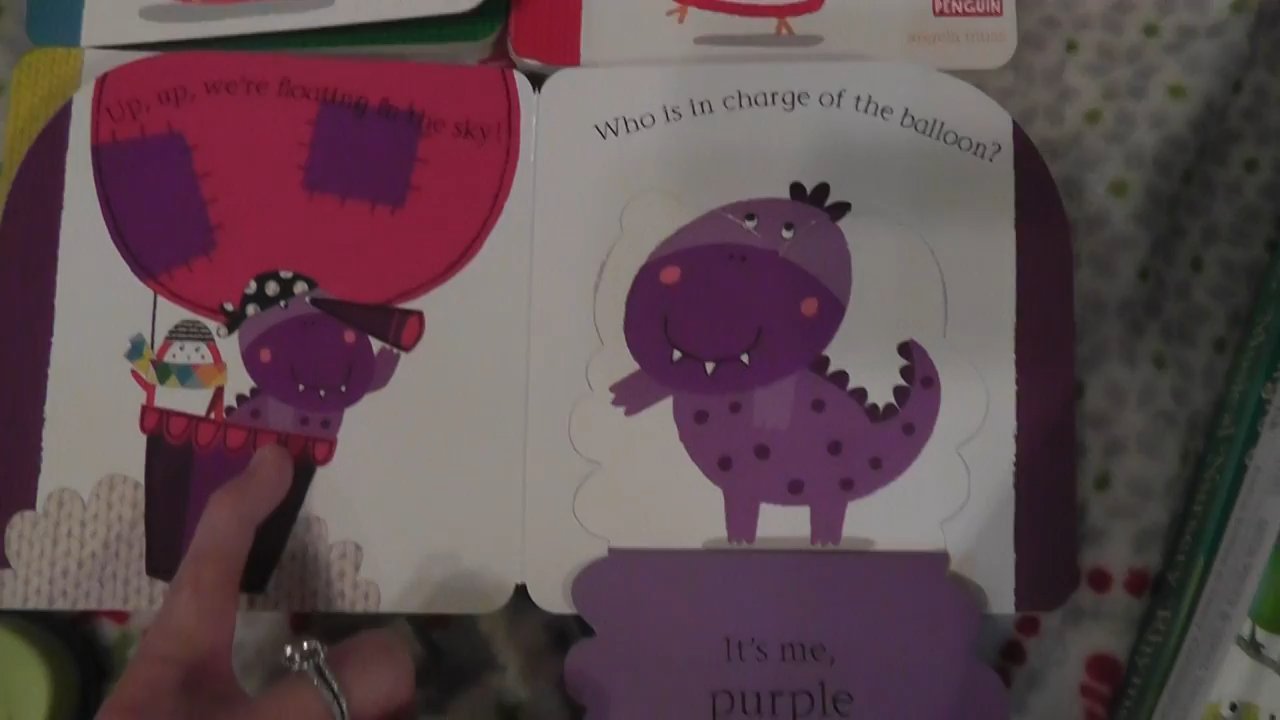 PENGUIN
Up, up, we're floating in the sky!
Who is in charge of the balloon?
It's me,
purple